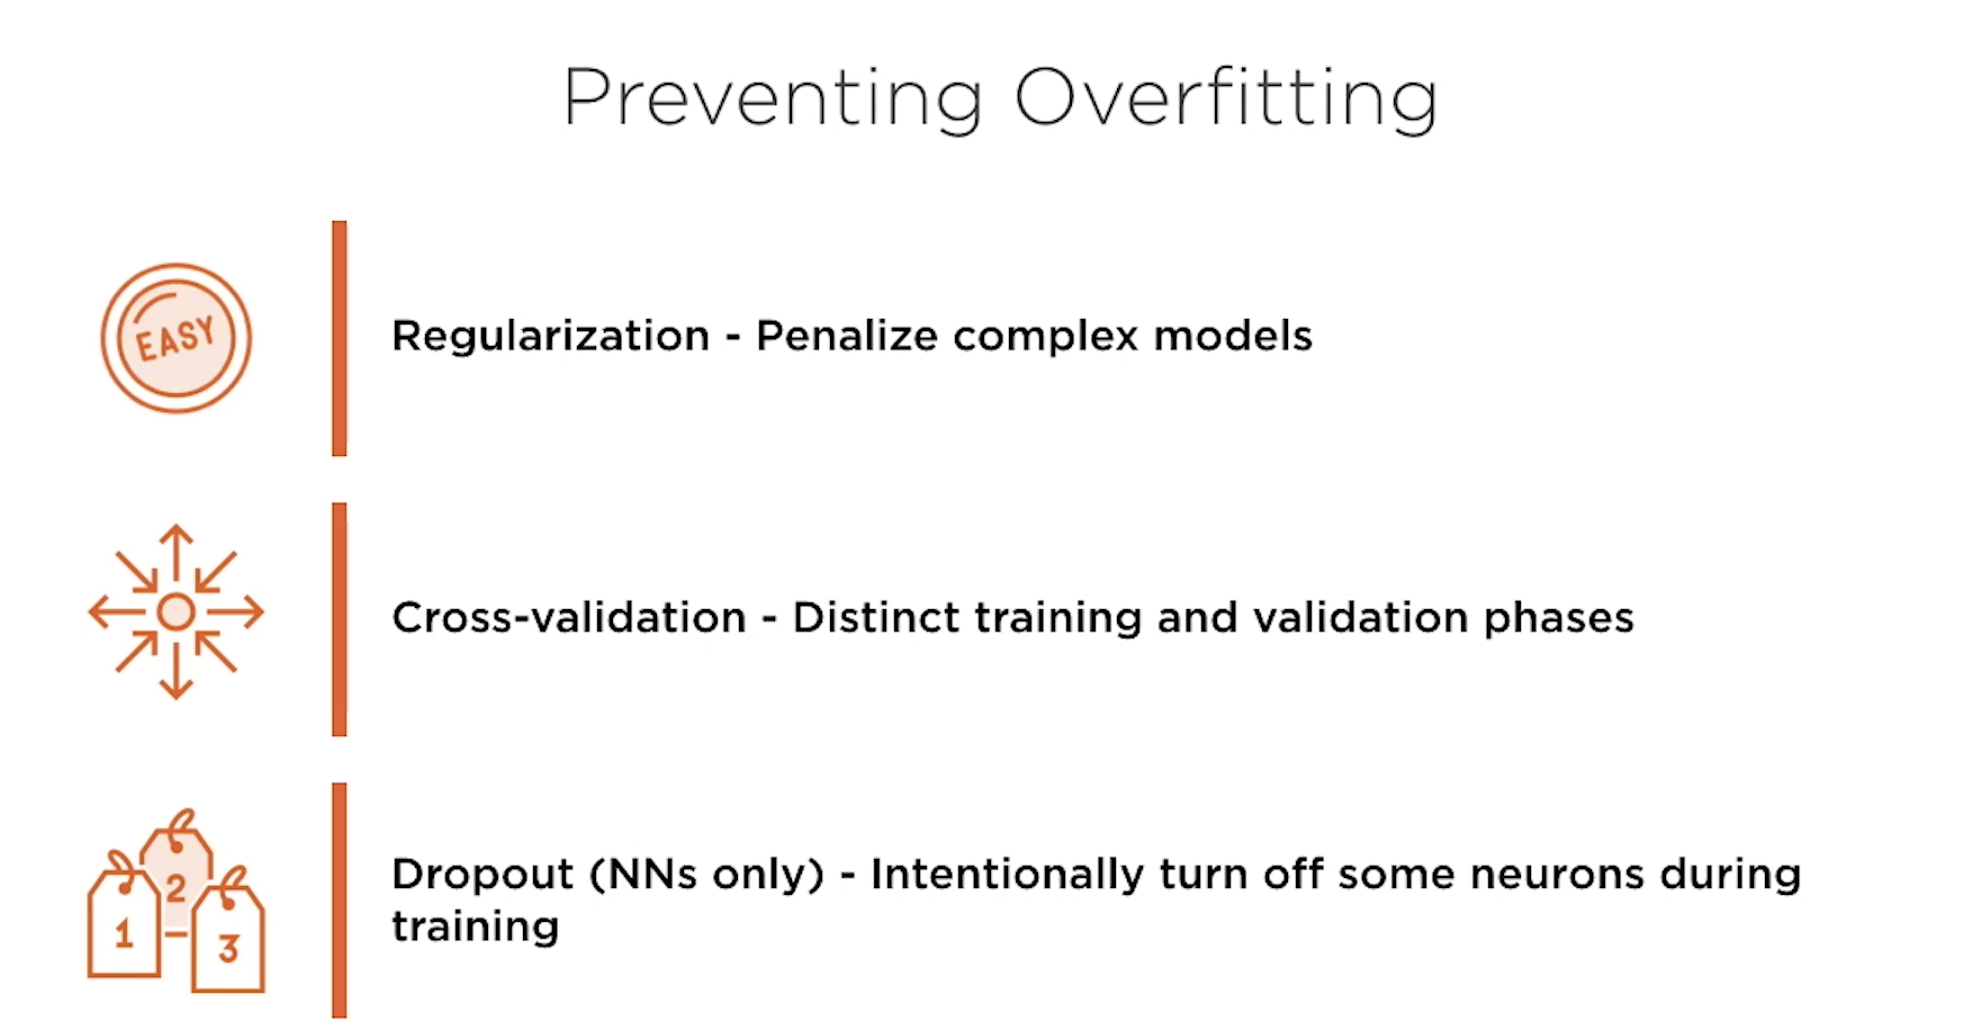 Preventing Overfitting
EASY
Regularization - Penalize complex models
Cross-validation - Distinct training and validation phases
1
2
3
Dropout (NNs only) - Intentionally turn off some neurons during
training